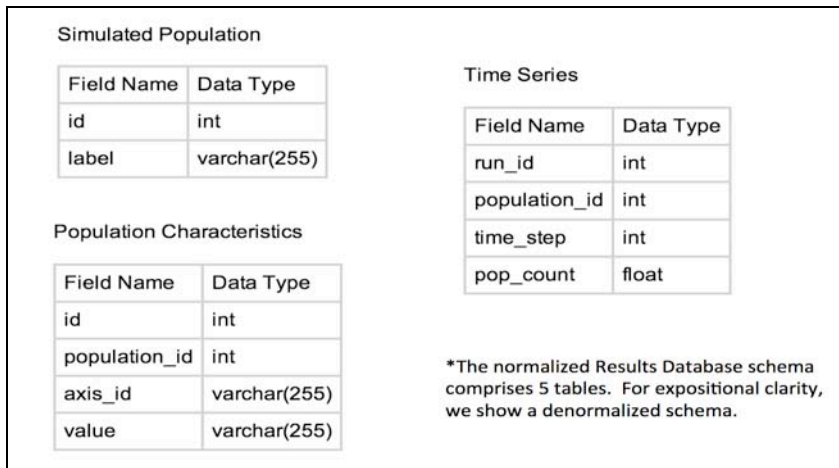 Simulated Population
Field Name Data Type
id int
label varchar(255)
Population Characteristics
Field Name Data Type
id int
population_id int
axis_id varchar(255)
value varchar(255)
Time Series
Field Name Data Type
run_id int
population_id int
time_step int
pop_count float
*The normalized Results Database schema
comprises 5 tables. For expositional clarity,
we show a denormalized schema.